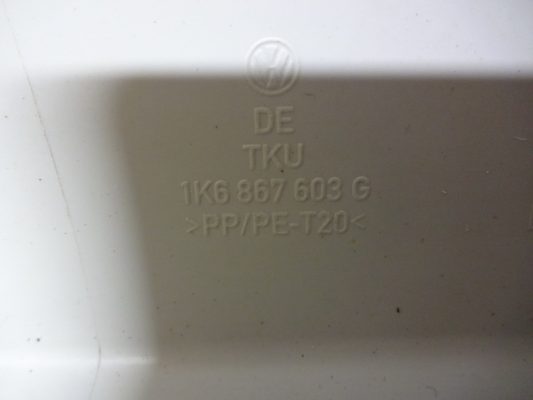 DE
TKU
1K6 867 603 G
>PP/PE-T20<